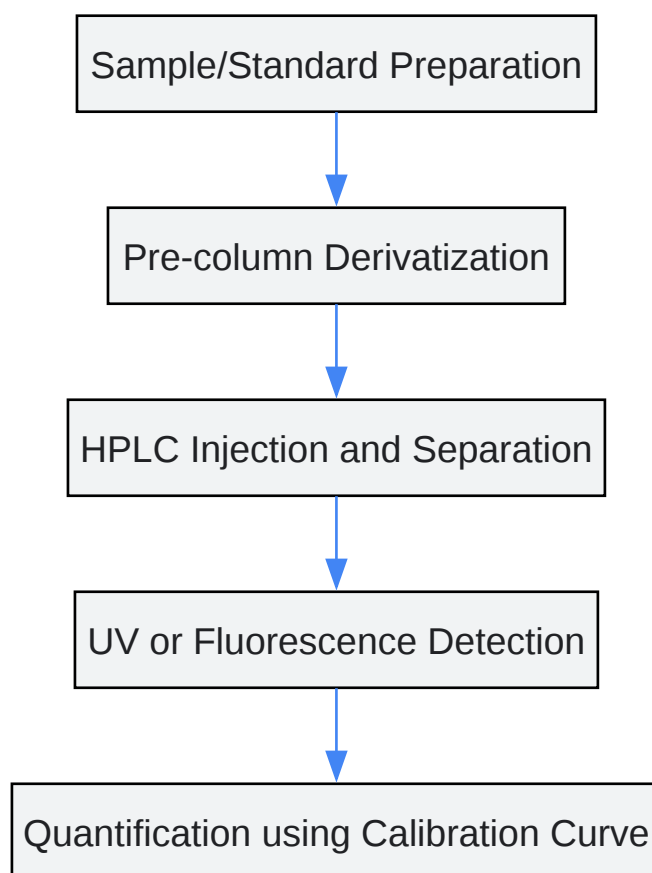 Sample/Standard Preparation
Pre-column Derivatization
HPLC Injection and Separation
UV or Fluorescence Detection
Quantification using Calibration Curve